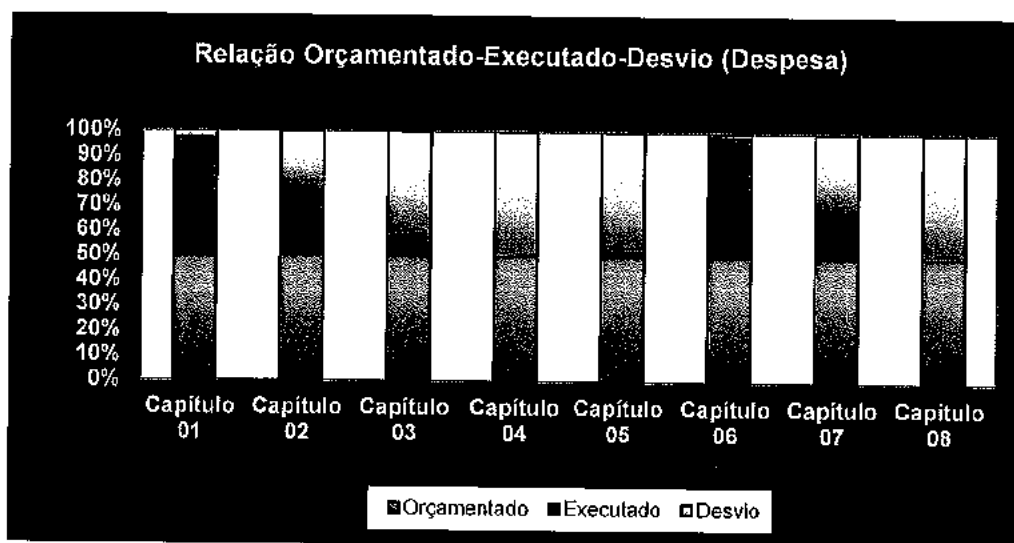 Relação Orçamentado-Executado-Desvio (Despesa)
100%
90%
80%
70%
60%
50%
40%
30%
20%
10%
0%
Capítulo 01
Capítulo 02
Capítulo 03
Capítulo 04
Capítulo 05
Capítulo 06
Capítulo 07
Capítulo 08
Orçamentado Executado Desvio